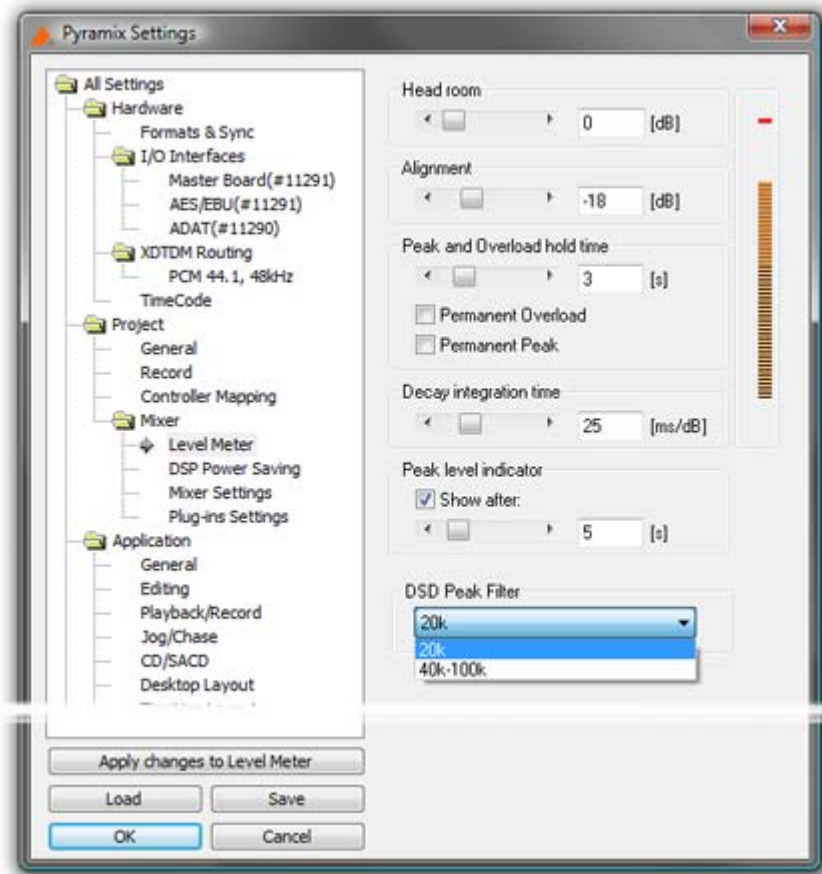 Pyramix Settings
All Settings
Hardware
Formats & Sync
I/O Interfaces
Master Board(#11291)
AES/EBU(#11291)
ADAT(#11290)
XDTDM Routing
PCM 44.1, 48kHz
TimeCode
Project
General
Record
Controller Mapping
Mixer
Level Meter
DSP Power Saving
Mixer Settings
Plug-ins Settings
Application
General
Editing
Playback/Record
Jog/Chase
CD/SACD
Desktop Layout
Apply changes to Level Meter
Load
Save
OK
Cancel
Head room
0 [dB]
Alignment
-18 [dB]
Peak and Overload hold time
3 [s]
Permanent Overload
Permanent Peak
Decay integration time
25 [ms/dB]
Peak level indicator
Show after:
5 [s]
DSD Peak Filter
20k
20k
40k-100k